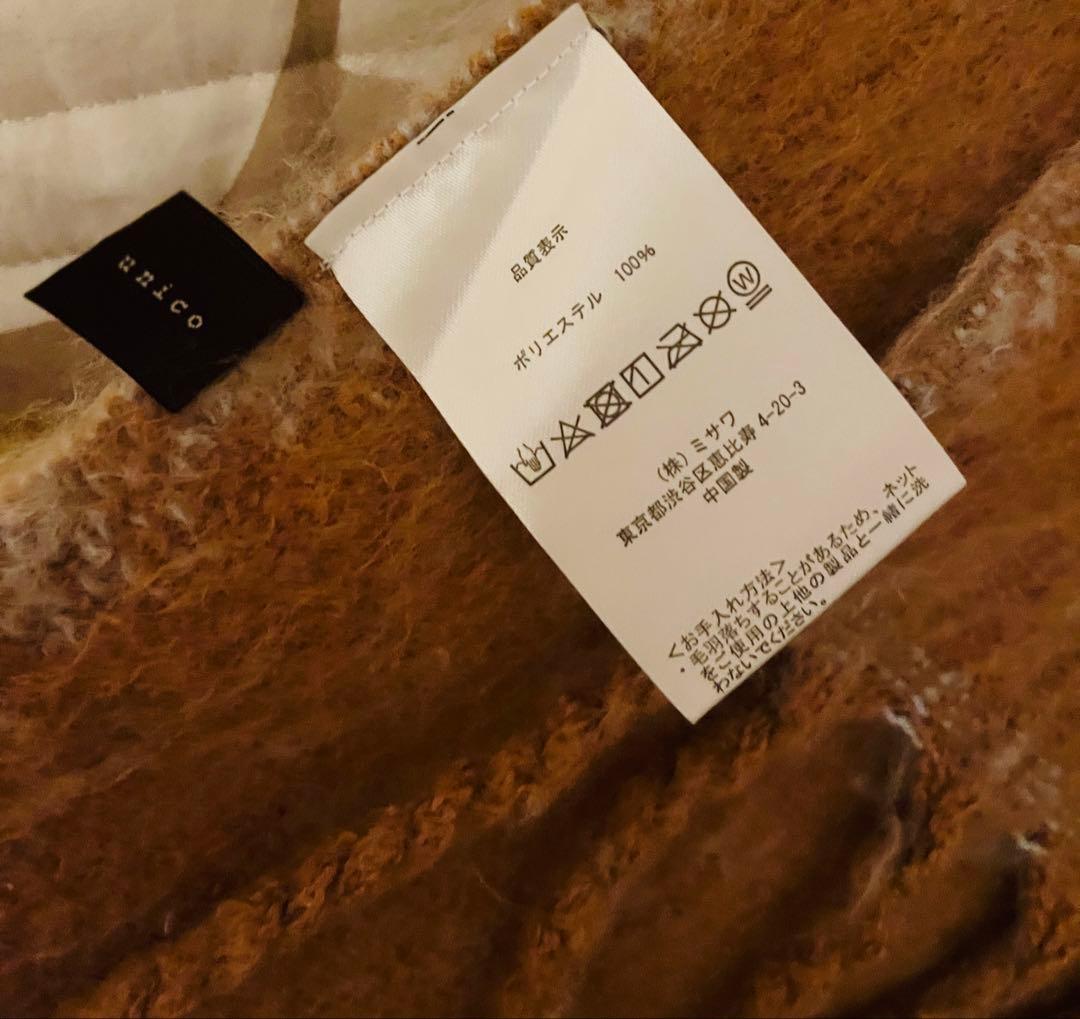 unico
品質表示
ポリエステル 100%
W
(株)ミサワ
東京都渋谷区恵比寿 4-20-3
中国製
<お手入れ方法>
・毛羽落ちすることがあるため、ネット
をご使用の上他の製品と一緒に洗
わないでください。